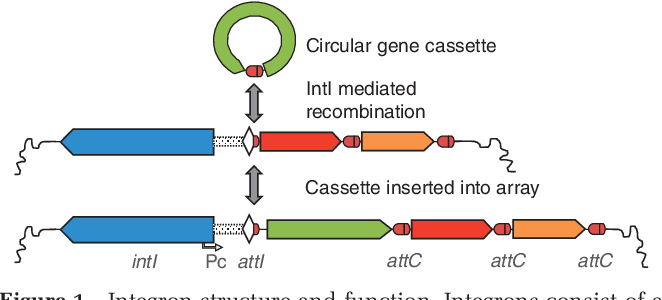 Circular gene cassette
IntI mediated
recombination
Cassette inserted into array
intI Pc attI attC attC attC
Figure 1 Integron structure and function. Integrons consist of